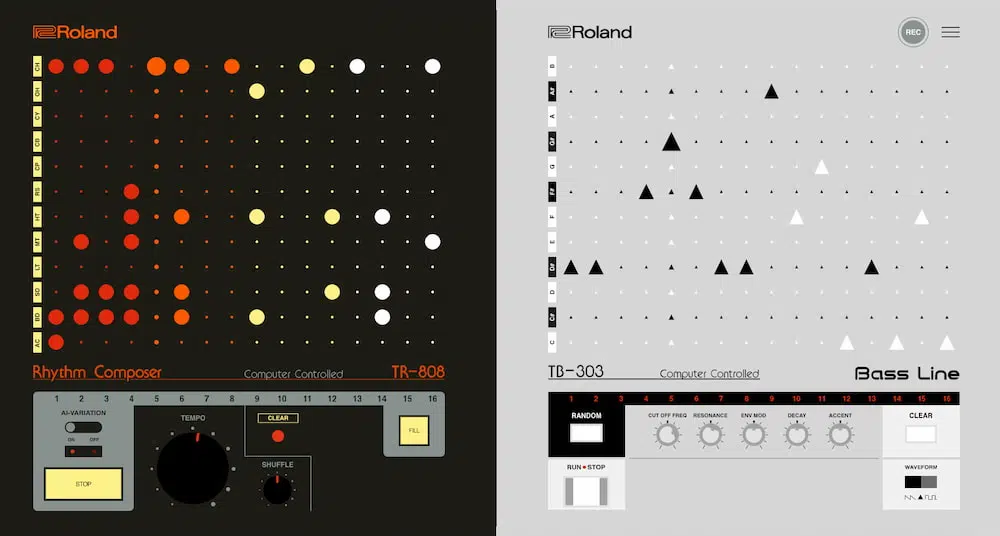 Roland
CH
OH
CY
CB
CP
RS
HT
MT
LT
SD
BD
AC
Rhythm Composer
Computer Controlled
TR-808
1 2 3 4 5 6 7 8 9 10 11 12 13 14 15 16
AI-VARIATION
ON OFF
STOP
TEMPO
CLEAR
SHUFFLE
FILL
Roland
REC
B
A#
A
G#
G
F#
F
E
D#
D
C#
C
TB-303
Computer Controlled
Bass Line
1 2 3 4 5 6 7 8 9 10 11 12 13 14 15 16
RANDOM
CUT OFF FREQ RESONANCE ENV MOD DECAY ACCENT
CLEAR
RUN • STOP
WAVEFORM